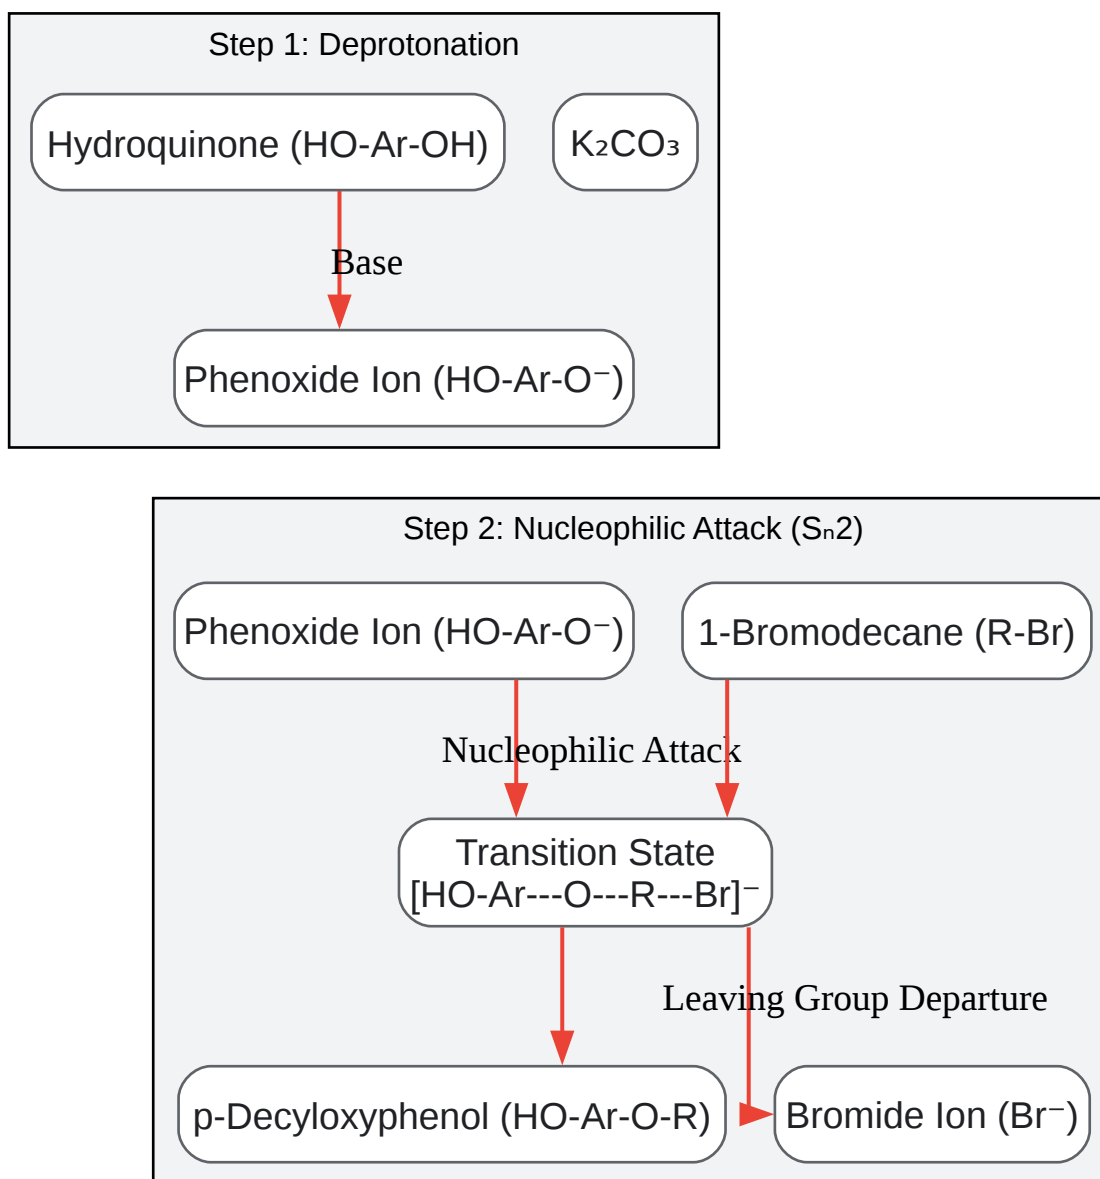 Step 1: Deprotonation
Hydroquinone (HO-Ar-OH)
K₂CO₃
Base
Phenoxide Ion (HO-Ar-O⁻)
Step 2: Nucleophilic Attack (Sₙ2)
Phenoxide Ion (HO-Ar-O⁻)
1-Bromodecane (R-Br)
Nucleophilic Attack
Transition State
[HO-Ar---O---R---Br]⁻
Leaving Group Departure
p-Decyloxyphenol (HO-Ar-O-R)
Bromide Ion (Br⁻)